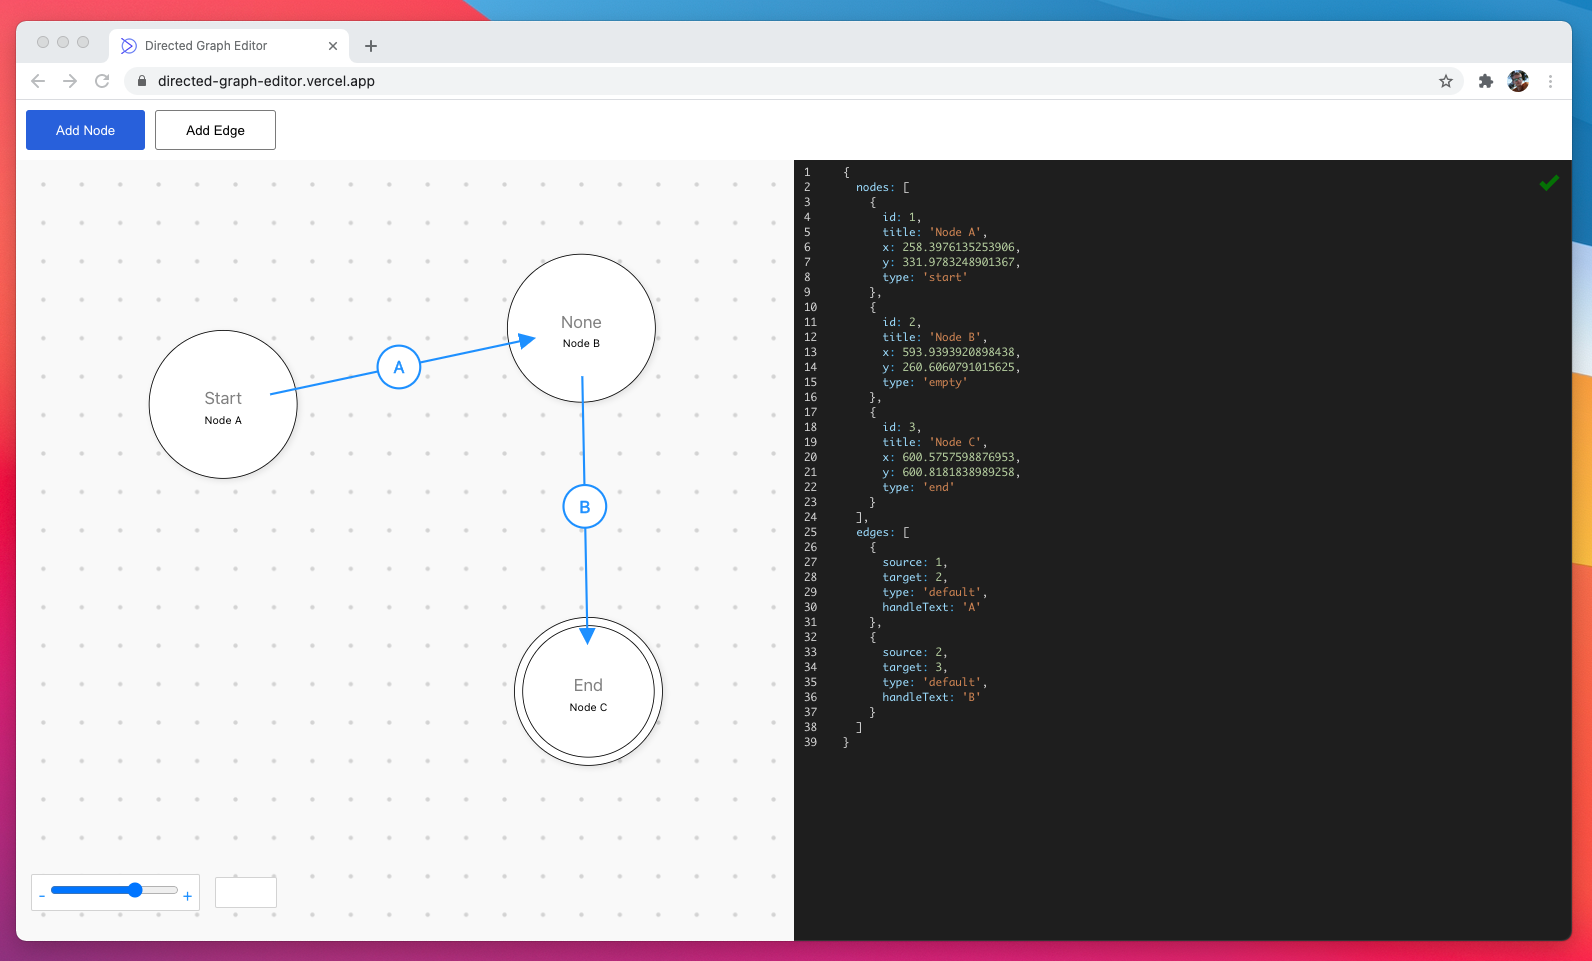 Directed Graph Editor
directed-graph-editor.vercel.app
Add Node
Add Edge
Start
Node A
A
None
Node B
B
End
Node C
-
+
1 {
2 nodes: [
3 {
4 id: 1,
5 title: 'Node A',
6 x: 258.3976135253906,
7 y: 331.9783248901367,
8 type: 'start'
9 },
10 {
11 id: 2,
12 title: 'Node B',
13 x: 593.9393920898438,
14 y: 260.6060791015625,
15 type: 'empty'
16 },
17 {
18 id: 3,
19 title: 'Node C',
20 x: 600.5757598876953,
21 y: 600.8181838989258,
22 type: 'end'
23 }
24 ],
25 edges: [
26 {
27 source: 1,
28 target: 2,
29 type: 'default',
30 handleText: 'A'
31 },
32 {
33 source: 2,
34 target: 3,
35 type: 'default',
36 handleText: 'B'
37 }
38 ]
39 }